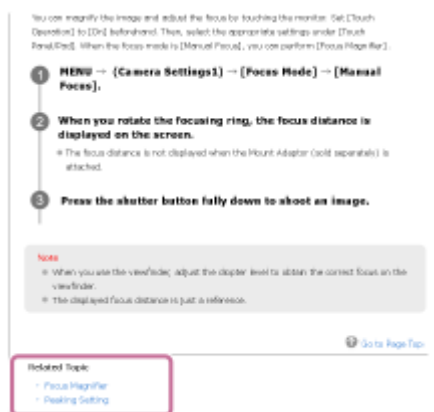 You can magnify the image and adjust the focus by touching the monitor. Set [Touch
Operation] to [On] beforehand. Then, select the appropriate settings under [Touch
Panel/Pad]. When the focus mode is [Manual Focus], you can perform [Focus Magnifier].
1 MENU → (Camera Settings1) → [Focus Mode] → [Manual
Focus].
2 When you rotate the focusing ring, the focus distance is
displayed on the screen.
The focus distance is not displayed when the Mount Adaptor (sold separately) is
attached.
3 Press the shutter button fully down to shoot an image.
Note
When you use the viewfinder, adjust the diopter level to obtain the correct focus on the
viewfinder.
The displayed focus distance is just a reference.
Go to Page Top
Related Topic
Focus Magnifier
Peaking Setting